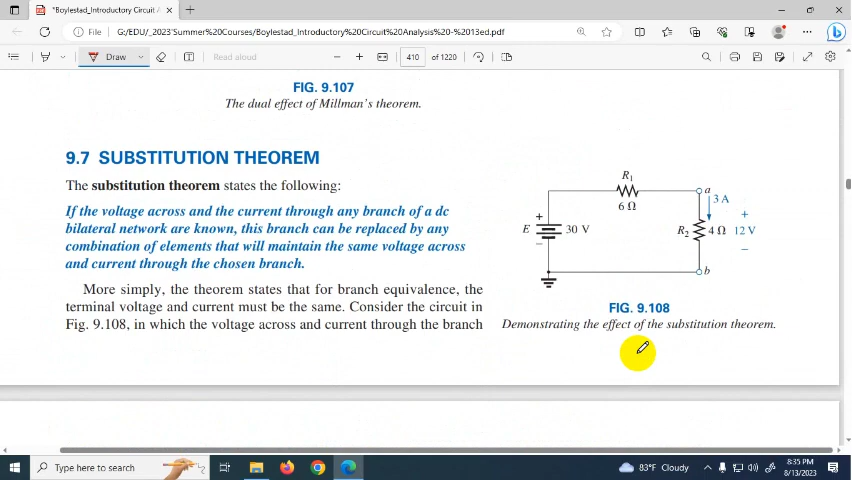 Boylestad_Introductory Circuit A
File
G:/EDU/_2023'Summer%20Courses/Boylestad_Introductory%20Circuit%20Analysis%20-%2013ed.pdf
Draw
Read aloud
410 of 1220
FIG. 9.107
The dual effect of Millman's theorem.
9.7 SUBSTITUTION THEOREM
The substitution theorem states the following:
If the voltage across and the current through any branch of a dc
bilateral network are known, this branch can be replaced by any
combination of elements that will maintain the same voltage across
and current through the chosen branch.
More simply, the theorem states that for branch equivalence, the
terminal voltage and current must be the same. Consider the circuit in
Fig. 9.108, in which the voltage across and current through the branch
R1
6 Ω
a
3 A
+
E
+
30 V
–
R2
4 Ω
12 V
–
b
FIG. 9.108
Demonstrating the effect of the substitution theorem.
Type here to search
83°F Cloudy
8:35 PM
8/13/2023